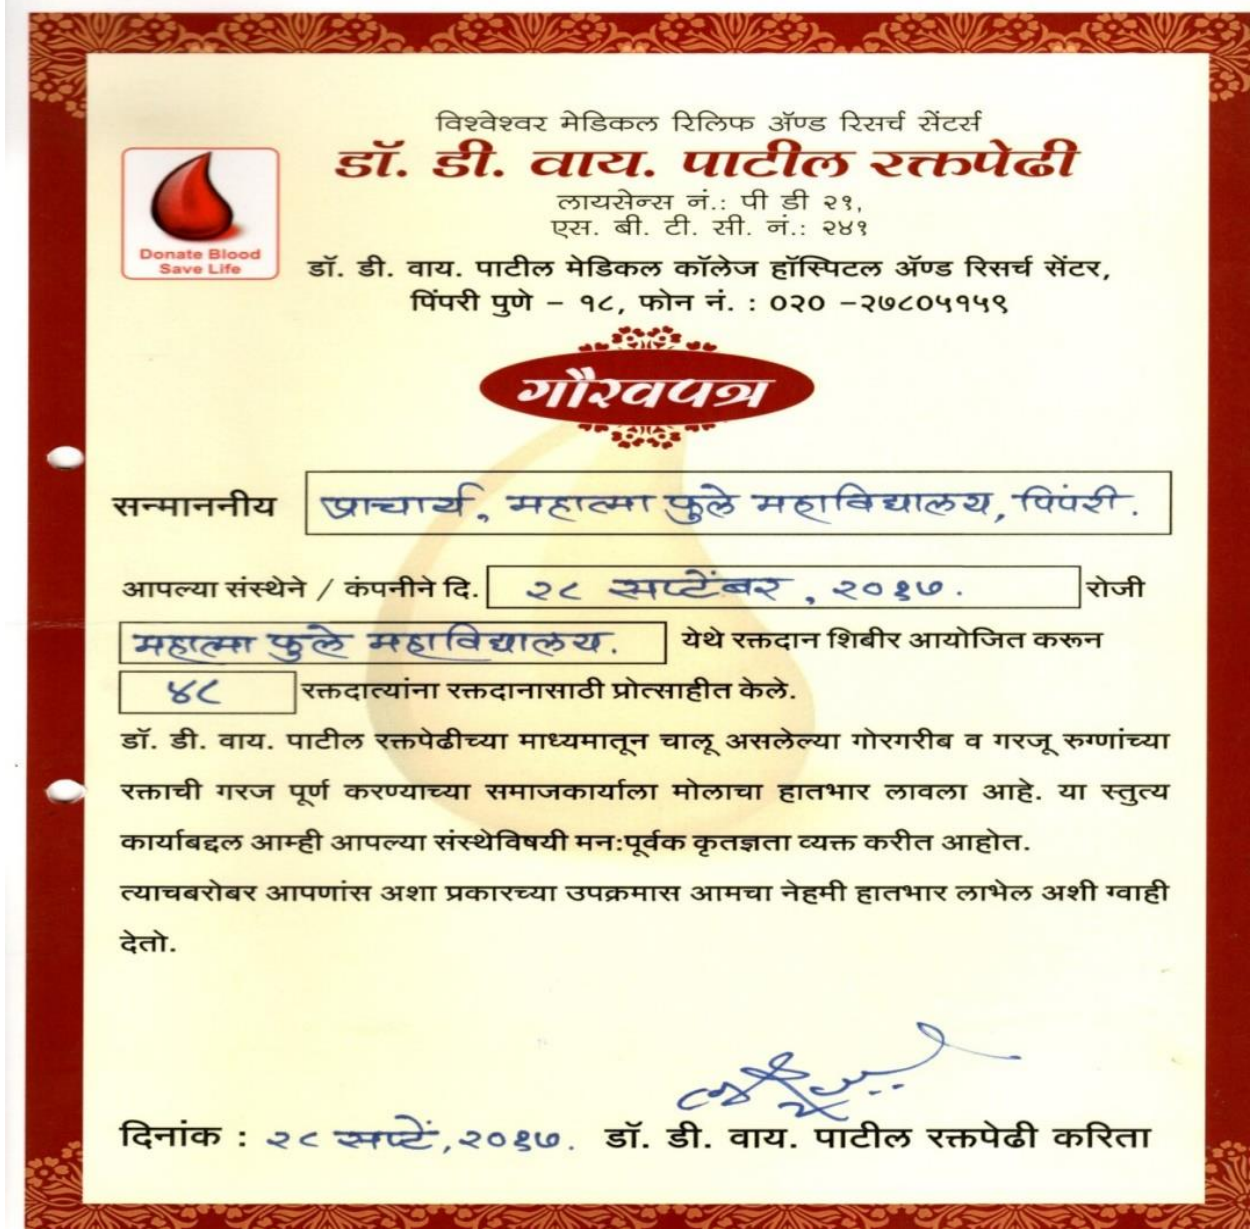 विश्वेश्वर मेडिकल रिलिफ ॲण्ड रिसर्च सेंटर्स
डॉ. डी. वाय. पाटील रक्तपेढी
लायसेन्स नं.: पी डी २१,
एस. बी. टी. सी. नं.: २४१
Donate Blood
Save Life
डॉ. डी. वाय. पाटील मेडिकल कॉलेज हॉस्पिटल ॲण्ड रिसर्च सेंटर,
पिंपरी पुणे – १८, फोन नं. : ०२० –२७८०५१५९
गौरवपत्र
सन्माननीय प्राचार्य, महात्मा फुले महाविद्यालय, पिंपरी.
आपल्या संस्थेने / कंपनीने दि. २८ सप्टेंबर, २०१७. रोजी
महात्मा फुले महाविद्यालय. येथे रक्तदान शिबीर आयोजित करून
४८ रक्तदात्यांना रक्तदानासाठी प्रोत्साहीत केले.
डॉ. डी. वाय. पाटील रक्तपेढीच्या माध्यमातून चालू असलेल्या गोरगरीब व गरजू रुग्णांच्या
रक्ताची गरज पूर्ण करण्याच्या समाजकार्याला मोलाचा हातभार लावला आहे. या स्तुत्य
कार्याबद्दल आम्ही आपल्या संस्थेविषयी मन:पूर्वक कृतज्ञता व्यक्त करीत आहोत.
त्याचबरोबर आपणांस अशा प्रकारच्या उपक्रमास आमचा नेहमी हातभार लाभेल अशी ग्वाही
देतो.
दिनांक : २८ सप्टें, २०१७. डॉ. डी. वाय. पाटील रक्तपेढी करिता